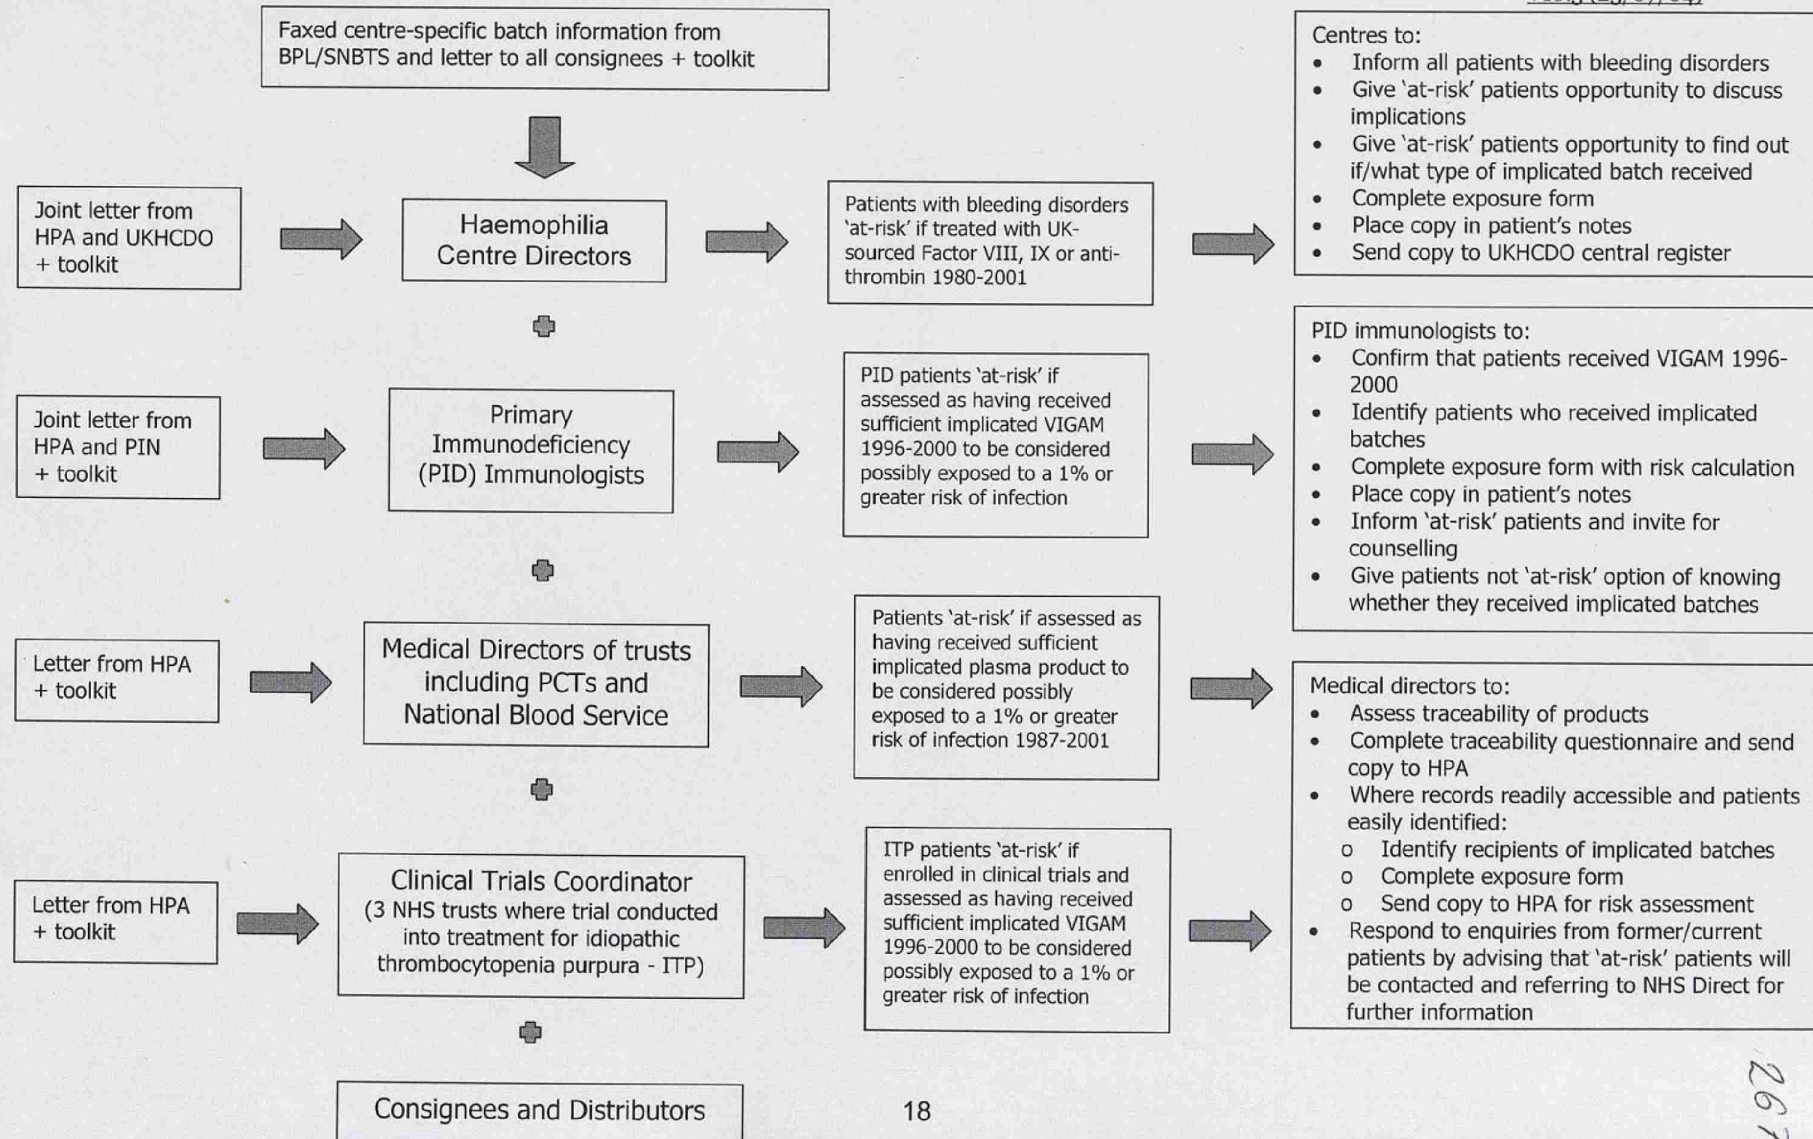 Faxed centre-specific batch information from
BPL/SNBTS and letter to all consignees + toolkit
Joint letter from
HPA and UKHCDO
+ toolkit
Haemophilia
Centre Directors
Patients with bleeding disorders
‘at-risk’ if treated with UK-
sourced Factor VIII, IX or anti-
thrombin 1980-2001
Centres to:
• Inform all patients with bleeding disorders
• Give ‘at-risk’ patients opportunity to discuss
implications
• Give ‘at-risk’ patients opportunity to find out
if/what type of implicated batch received
• Complete exposure form
• Place copy in patient’s notes
• Send copy to UKHCDO central register
Joint letter from
HPA and PIN
+ toolkit
Primary
Immunodeficiency
(PID) Immunologists
PID patients ‘at-risk’ if
assessed as having received
sufficient implicated VIGAM
1996-2000 to be considered
possibly exposed to a 1% or
greater risk of infection
PID immunologists to:
• Confirm that patients received VIGAM 1996-
2000
• Identify patients who received implicated
batches
• Complete exposure form with risk calculation
• Place copy in patient’s notes
• Inform ‘at-risk’ patients and invite for
counselling
• Give patients not ‘at-risk’ option of knowing
whether they received implicated batches
Letter from HPA
+ toolkit
Medical Directors of trusts
including PCTs and
National Blood Service
Patients ‘at-risk’ if assessed as
having received sufficient
implicated plasma product to
be considered possibly
exposed to a 1% or greater
risk of infection 1987-2001
Medical directors to:
• Assess traceability of products
• Complete traceability questionnaire and send
copy to HPA
• Where records readily accessible and patients
easily identified:
o Identify recipients of implicated batches
o Complete exposure form
o Send copy to HPA for risk assessment
• Respond to enquiries from former/current
patients by advising that ‘at-risk’ patients will
be contacted and referring to NHS Direct for
further information
Letter from HPA
+ toolkit
Clinical Trials Coordinator
(3 NHS trusts where trial conducted
into treatment for idiopathic
thrombocytopenia purpura - ITP)
ITP patients ‘at-risk’ if
enrolled in clinical trials and
assessed as having received
sufficient implicated VIGAM
1996-2000 to be considered
possibly exposed to a 1% or
greater risk of infection
Consignees and Distributors
18
267